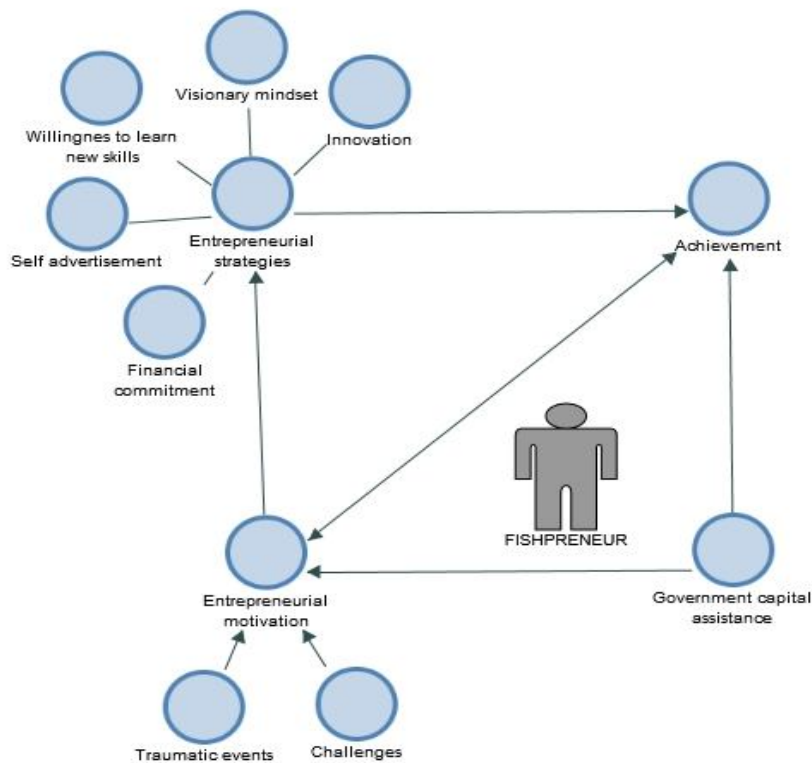 Visionary mindset
Willingnes to learn
new skills
Innovation
Self advertisement
Entrepreneurial
strategies
Achievement
Financial
commitment
FISHPRENEUR
Entrepreneurial
motivation
Government capital
assistance
Traumatic events
Challenges